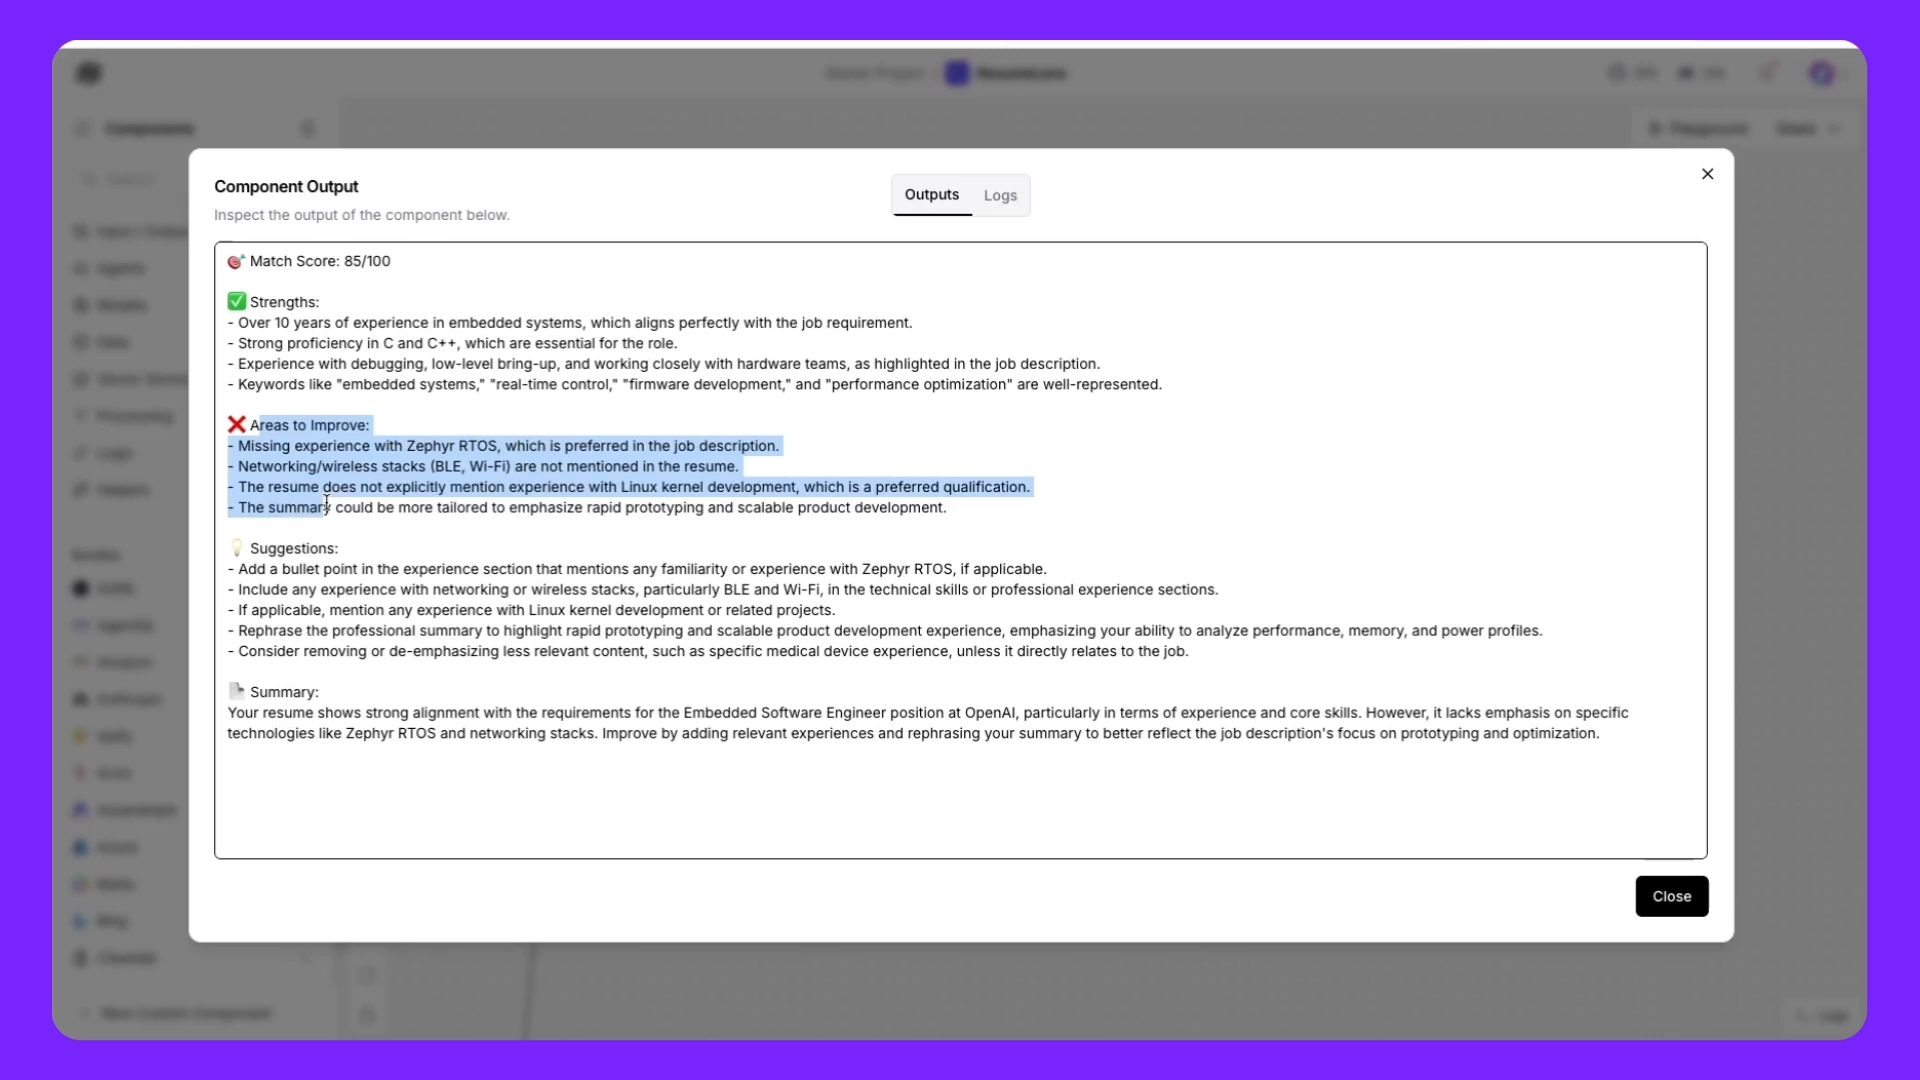 Components
Playground
Share
Component Output
Outputs
Logs
Inspect the output of the component below.
🎯 Match Score: 85/100
✅ Strengths:
- Over 10 years of experience in embedded systems, which aligns perfectly with the job requirement.
- Strong proficiency in C and C++, which are essential for the role.
- Experience with debugging, low-level bring-up, and working closely with hardware teams, as highlighted in the job description.
- Keywords like "embedded systems," "real-time control," "firmware development," and "performance optimization" are well-represented.
❌ Areas to Improve:
- Missing experience with Zephyr RTOS, which is preferred in the job description.
- Networking/wireless stacks (BLE, Wi-Fi) are not mentioned in the resume.
- The resume does not explicitly mention experience with Linux kernel development, which is a preferred qualification.
- The summary could be more tailored to emphasize rapid prototyping and scalable product development.
💡 Suggestions:
- Add a bullet point in the experience section that mentions any familiarity or experience with Zephyr RTOS, if applicable.
- Include any experience with networking or wireless stacks, particularly BLE and Wi-Fi, in the technical skills or professional experience sections.
- If applicable, mention any experience with Linux kernel development or related projects.
- Rephrase the professional summary to highlight rapid prototyping and scalable product development experience, emphasizing your ability to analyze performance, memory, and power profiles.
- Consider removing or de-emphasizing less relevant content, such as specific medical device experience, unless it directly relates to the job.
📄 Summary:
Your resume shows strong alignment with the requirements for the Embedded Software Engineer position at OpenAI, particularly in terms of experience and core skills. However, it lacks emphasis on specific
technologies like Zephyr RTOS and networking stacks. Improve by adding relevant experiences and rephrasing your summary to better reflect the job description's focus on prototyping and optimization.
Close
New Custom Component